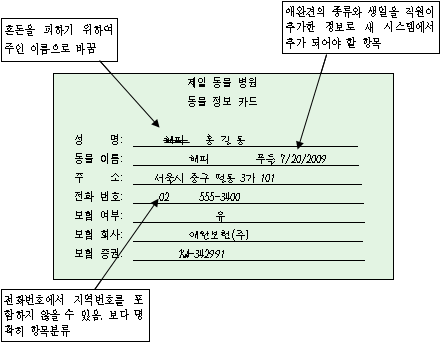 혼돈을 피하기 위하여
주인 이름으로 바꿈
애완견의 종류와 생일을 직원이
추가한 정보로 새 시스템에서
추가 되어야 할 항목
제일 동물 병원
동물 정보 카드
성 명: 해피 홍 길 동
동물 이름: 해피 푸들 7/20/2009
주 소: 서울시 중구 정동 3가 101
전화 번호: 02 555-3400
보험 여부: 유
보험 회사: 애원보험(주)
보험 증권: KA-342991
전화번호에서 지역번호를 포
함하지 않을 수 있음. 보다 명
확히 항목분류